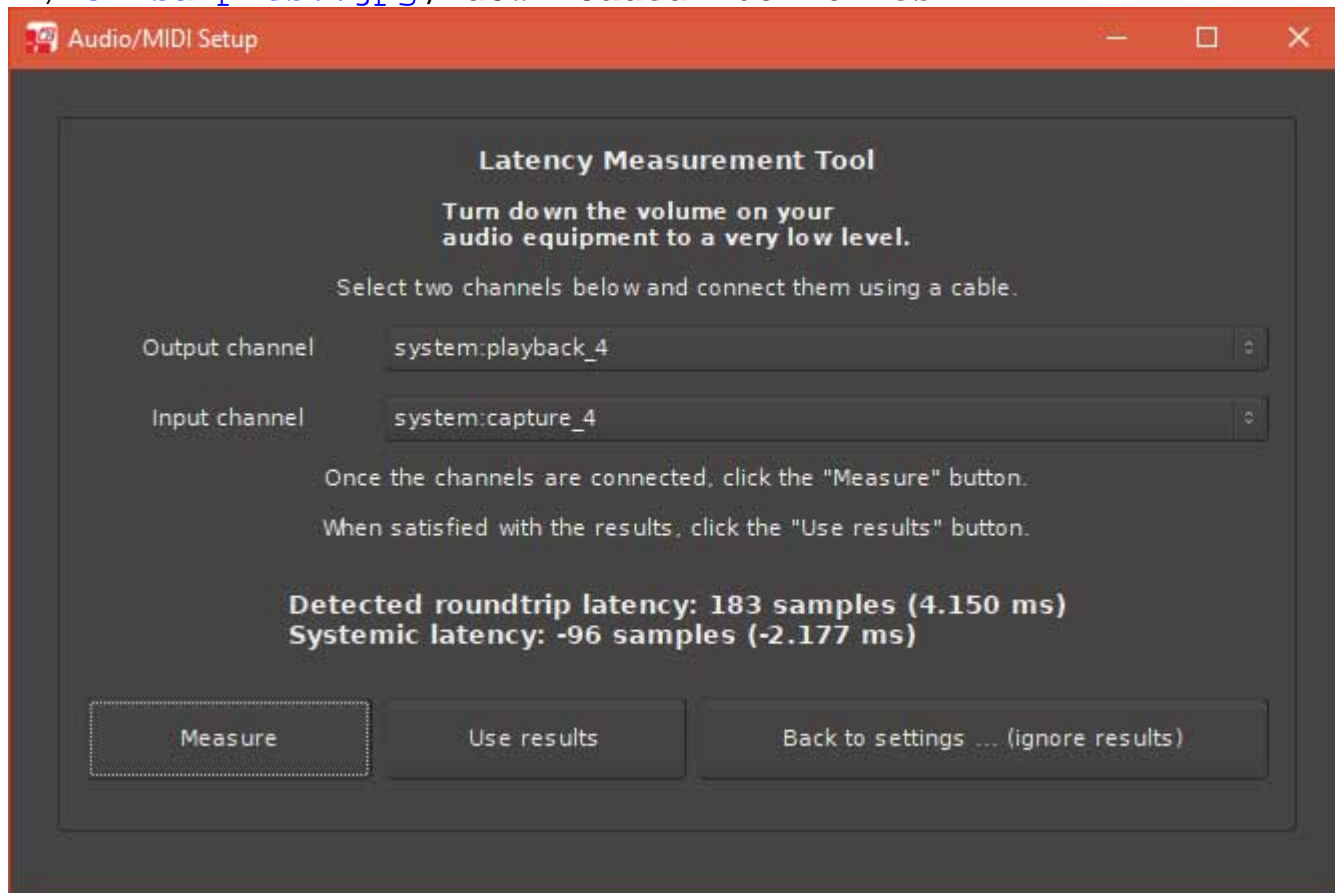 Audio/MIDI Setup
Latency Measurement Tool
Turn down the volume on your
audio equipment to a very low level.
Select two channels below and connect them using a cable.
Output channel system:playback_4
Input channel system:capture_4
Once the channels are connected, click the "Measure" button.
When satisfied with the results, click the "Use results" button.
Detected roundtrip latency: 183 samples (4.150 ms)
Systemic latency: -96 samples (-2.177 ms)
Measure Use results Back to settings ... (ignore results)